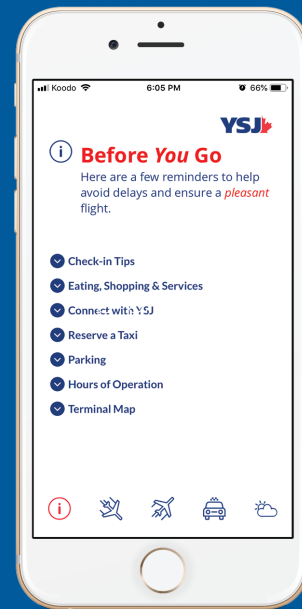 Koodo 6:05 PM 66%
YSJ
i Before You Go
Here are a few reminders to help
avoid delays and ensure a pleasant
flight.
Check-in Tips
Eating, Shopping & Services
Connect with YSJ
Reserve a Taxi
Parking
Hours of Operation
Terminal Map
i